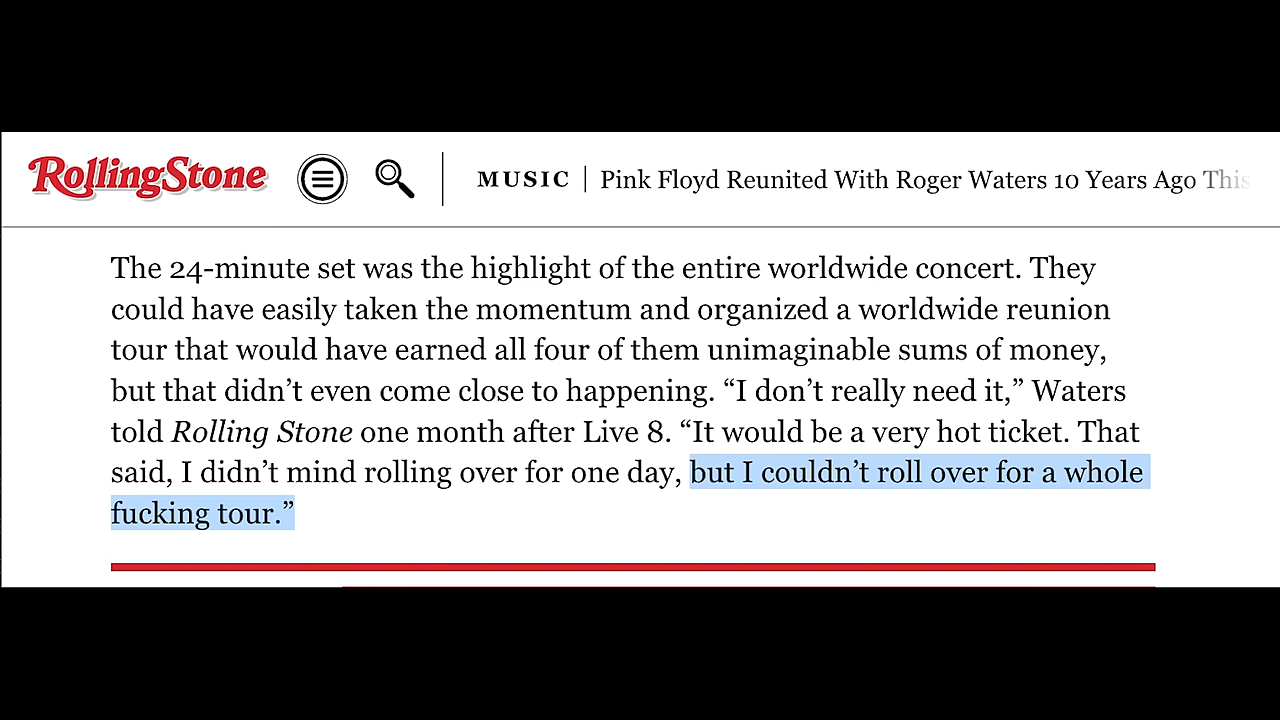 RollingStone
MUSIC | Pink Floyd Reunited With Roger Waters 10 Years Ago This
The 24-minute set was the highlight of the entire worldwide concert. They
could have easily taken the momentum and organized a worldwide reunion
tour that would have earned all four of them unimaginable sums of money,
but that didn’t even come close to happening. “I don’t really need it,” Waters
told Rolling Stone one month after Live 8. “It would be a very hot ticket. That
said, I didn’t mind rolling over for one day, but I couldn’t roll over for a whole
fucking tour.”